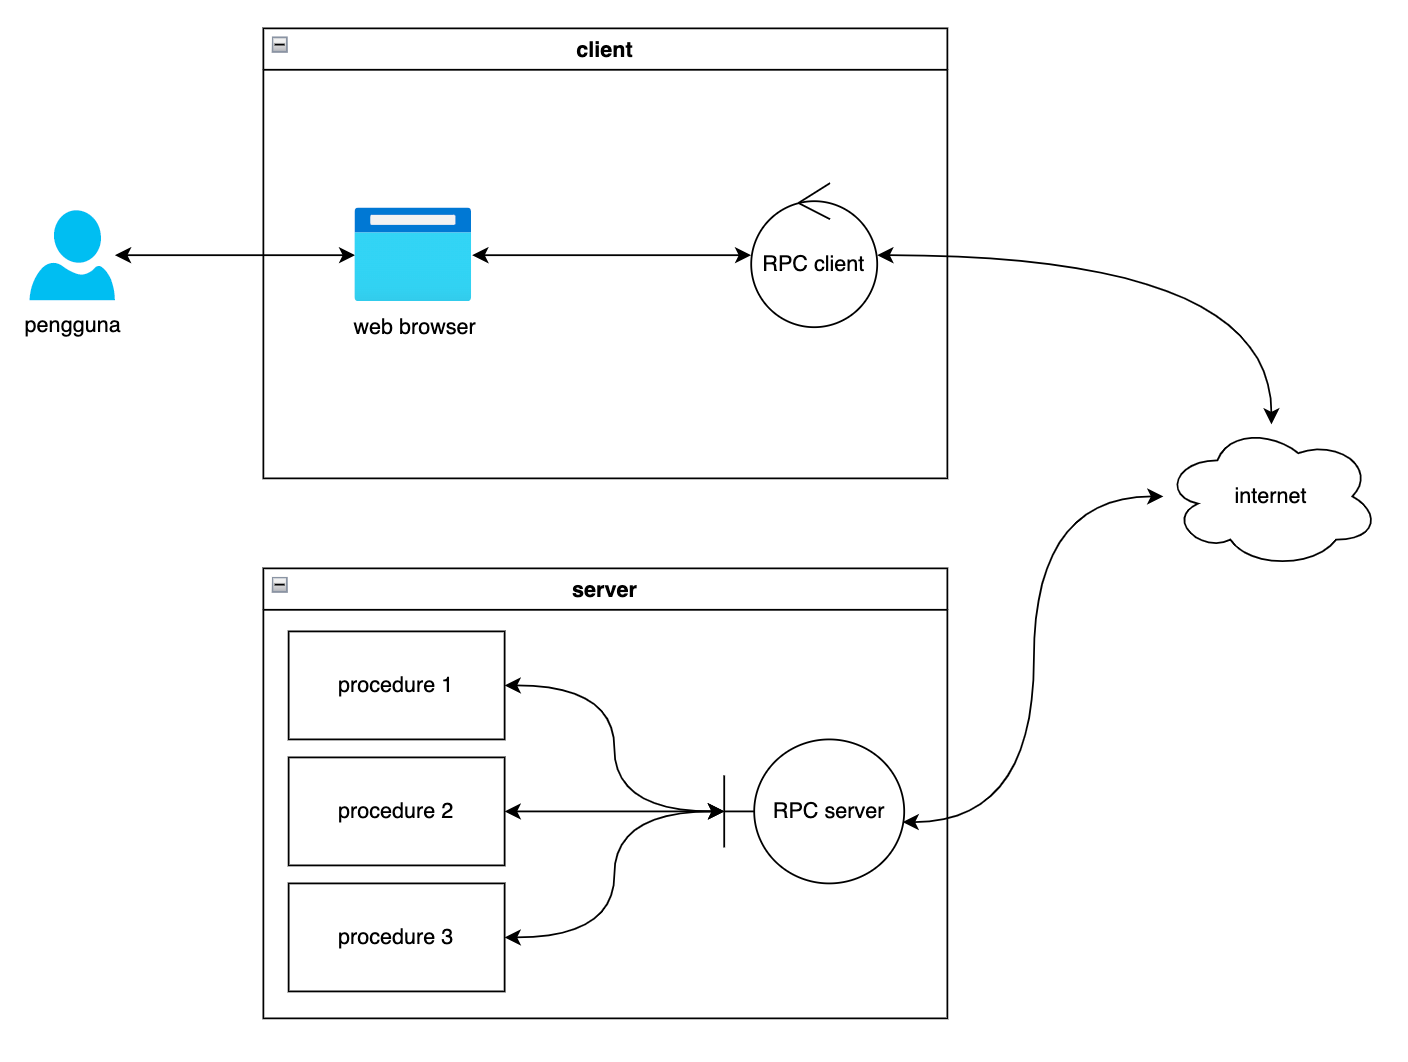 client
pengguna
web browser
RPC client
internet
server
procedure 1
procedure 2
procedure 3
RPC server